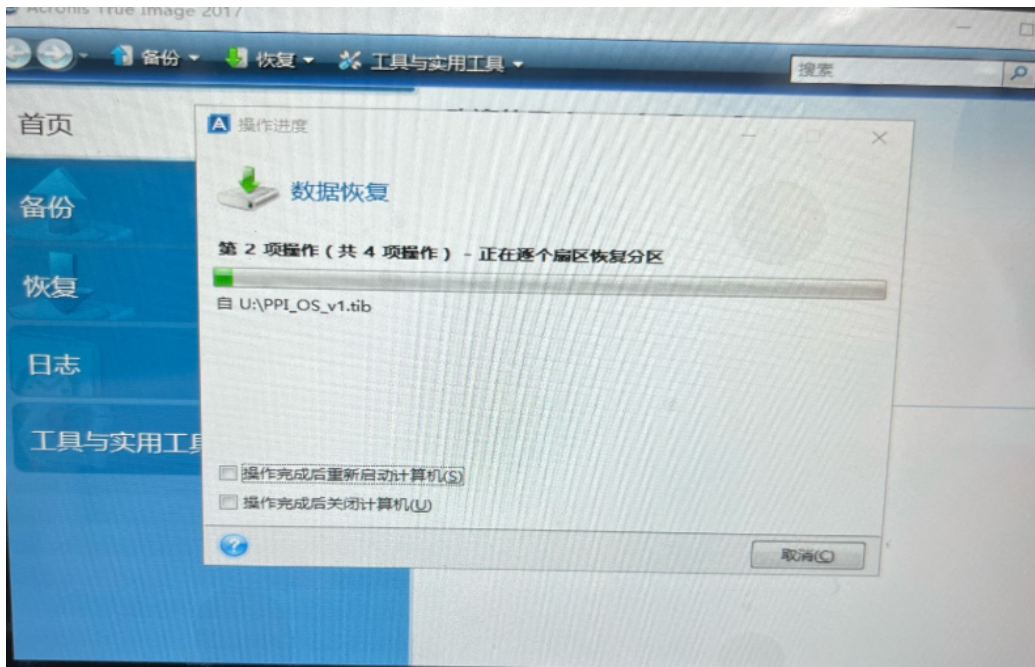 Acronis True Image 2017
备份 恢复 工具与实用工具 搜索
首页
备份
恢复
日志
工具与实用工具
操作进度
数据恢复
第 2 项操作 ( 共 4 项操作 ) - 正在逐个扇区恢复分区
自 U:\PPI_OS_v1.tib
操作完成后重新启动计算机(S)
操作完成后关闭计算机(U)
取消(C)